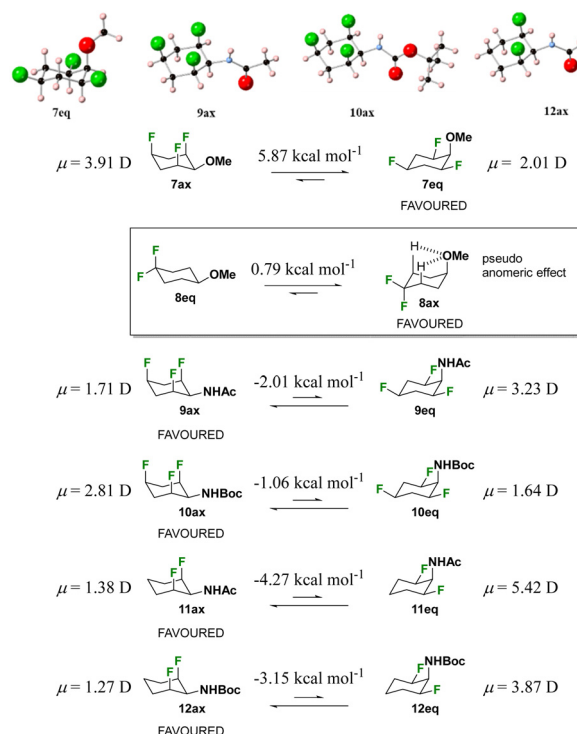 7eq 9ax 10ax 12ax
μ = 3.91 D F F F OMe 7ax 5.87 kcal mol-1 OMe F F F 7eq μ = 2.01 D
FAVOURED
F F OMe 8eq 0.79 kcal mol-1 H H OMe F F 8ax pseudo
anomeric effect
FAVOURED
μ = 1.71 D F F F NHAc 9ax -2.01 kcal mol-1 NHAc F F F 9eq μ = 3.23 D
FAVOURED
μ = 2.81 D F F F NHBoc 10ax -1.06 kcal mol-1 NHBoc F F F 10eq μ = 1.64 D
FAVOURED
μ = 1.38 D F F NHAc 11ax -4.27 kcal mol-1 NHAc F F 11eq μ = 5.42 D
FAVOURED
μ = 1.27 D F F NHBoc 12ax -3.15 kcal mol-1 NHBoc F F 12eq μ = 3.87 D
FAVOURED